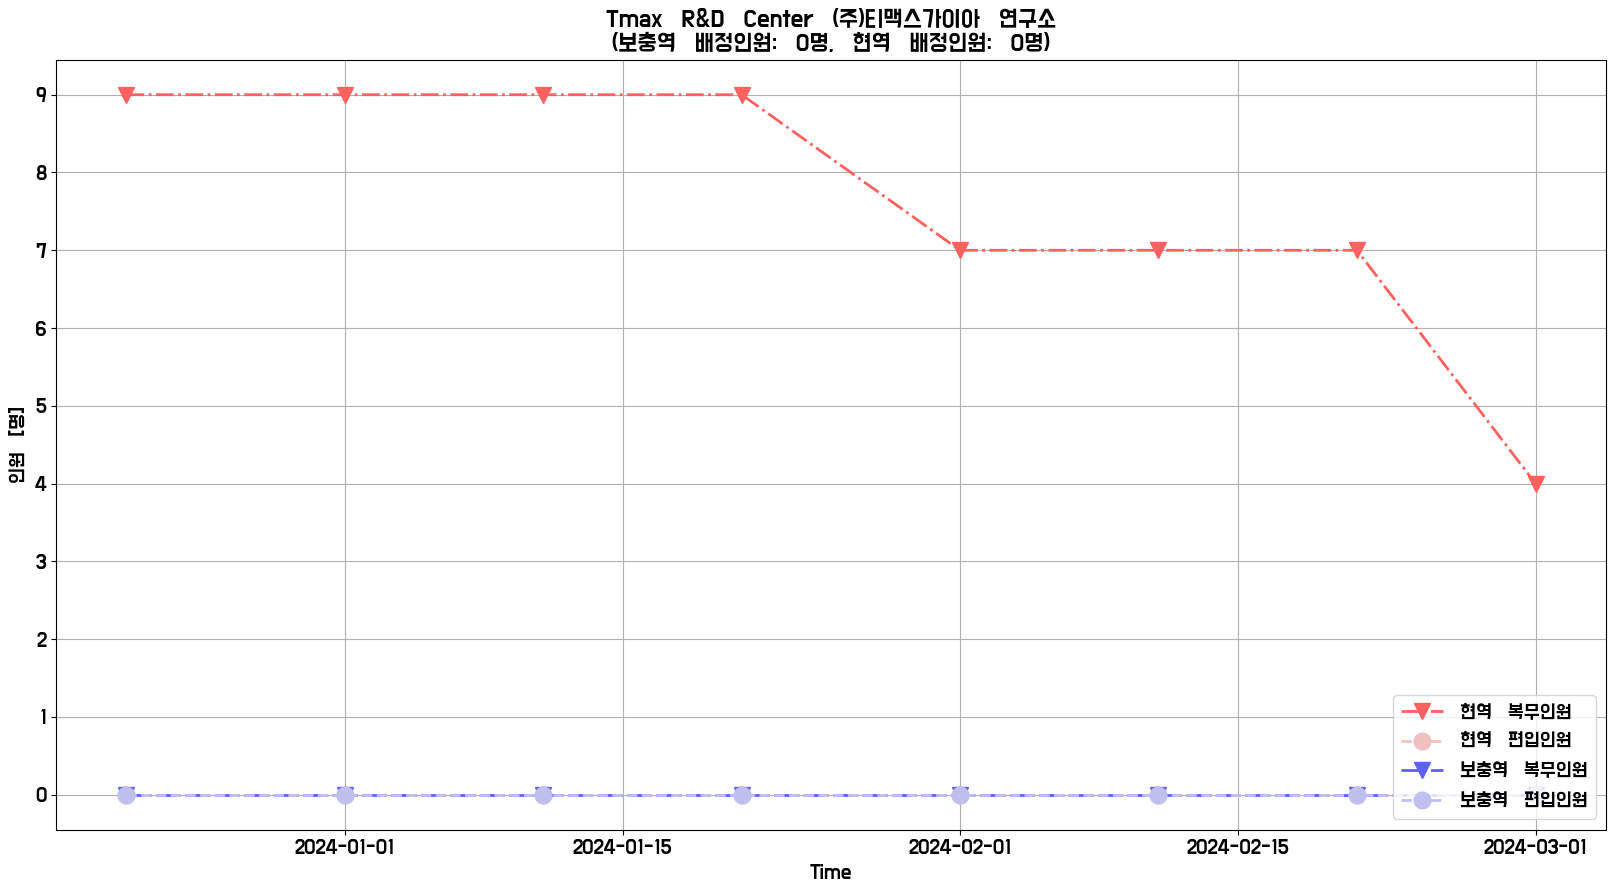 Tmax R&D Center (주)티맥스가이아 연구소
(보충역 배정인원: 0명, 현역 배정인원: 0명)
인원 [명]
9
8
7
6
5
4
3
2
1
0
현역 복무인원
현역 편입인원
보충역 복무인원
보충역 편입인원
2024-01-01 2024-01-15 2024-02-01 2024-02-15 2024-03-01
Time